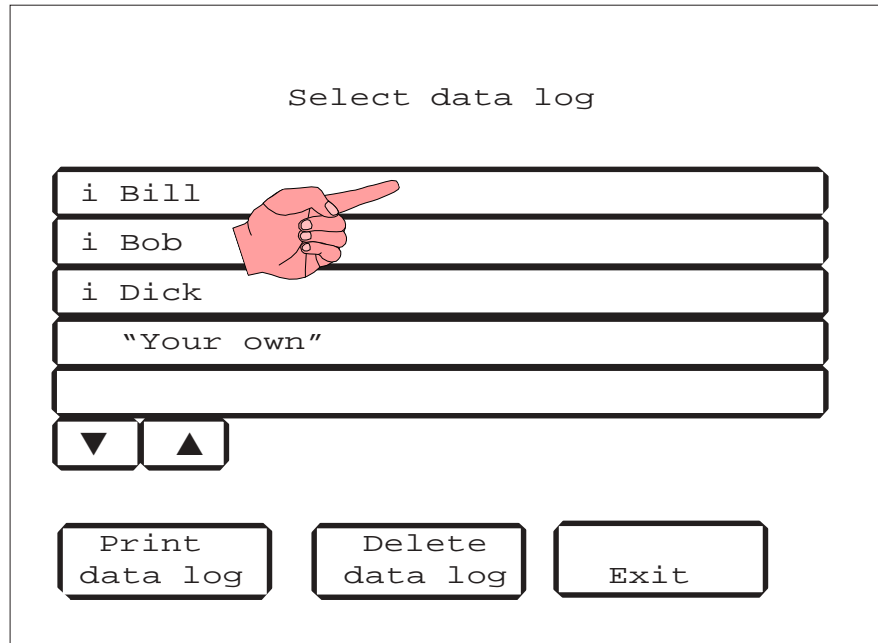 Select data log
i Bill
i Bob
i Dick
“Your own”
▼ ▲
Print
data log
Delete
data log
Exit